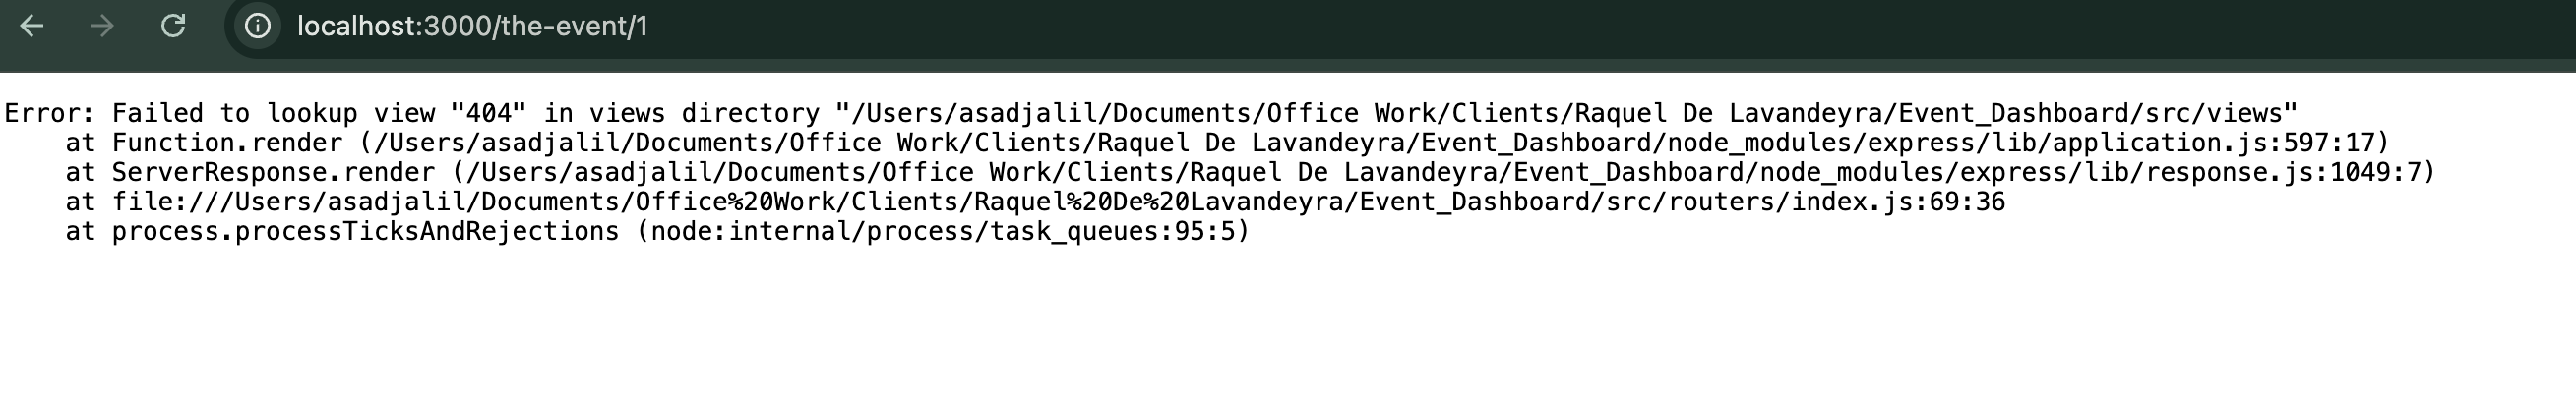 localhost:3000/the-event/1
Error: Failed to lookup view "404" in views directory "/Users/asadjalil/Documents/Office Work/Clients/Raquel De Lavandeyra/Event_Dashboard/src/views"
    at Function.render (/Users/asadjalil/Documents/Office Work/Clients/Raquel De Lavandeyra/Event_Dashboard/node_modules/express/lib/application.js:597:17)
    at ServerResponse.render (/Users/asadjalil/Documents/Office Work/Clients/Raquel De Lavandeyra/Event_Dashboard/node_modules/express/lib/response.js:1049:7)
    at file:///Users/asadjalil/Documents/Office%20Work/Clients/Raquel%20De%20Lavandeyra/Event_Dashboard/src/routers/index.js:69:36
    at process.processTicksAndRejections (node:internal/process/task_queues:95:5)